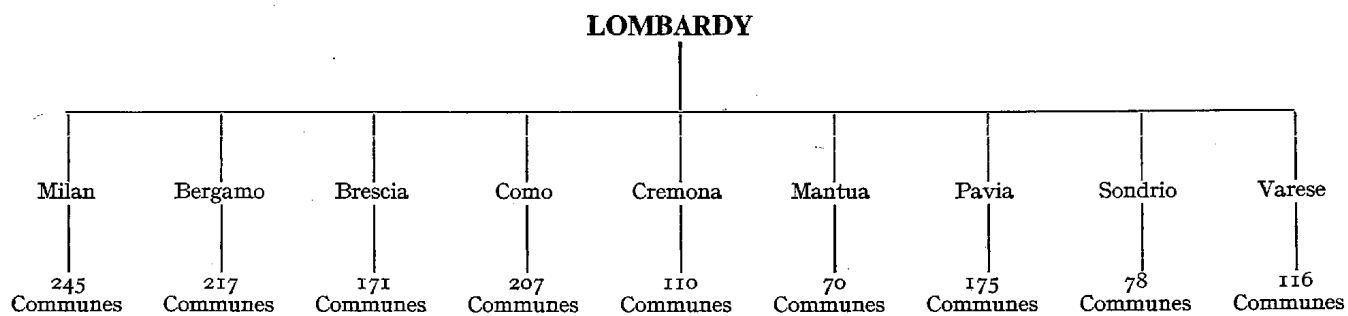 LOMBARDY
Milan Bergamo Brescia Como Cremona Mantua Pavia Sondrio Varese
245 217 171 207 110 70 175 78 116
Communes Communes Communes Communes Communes Communes Communes Communes Communes